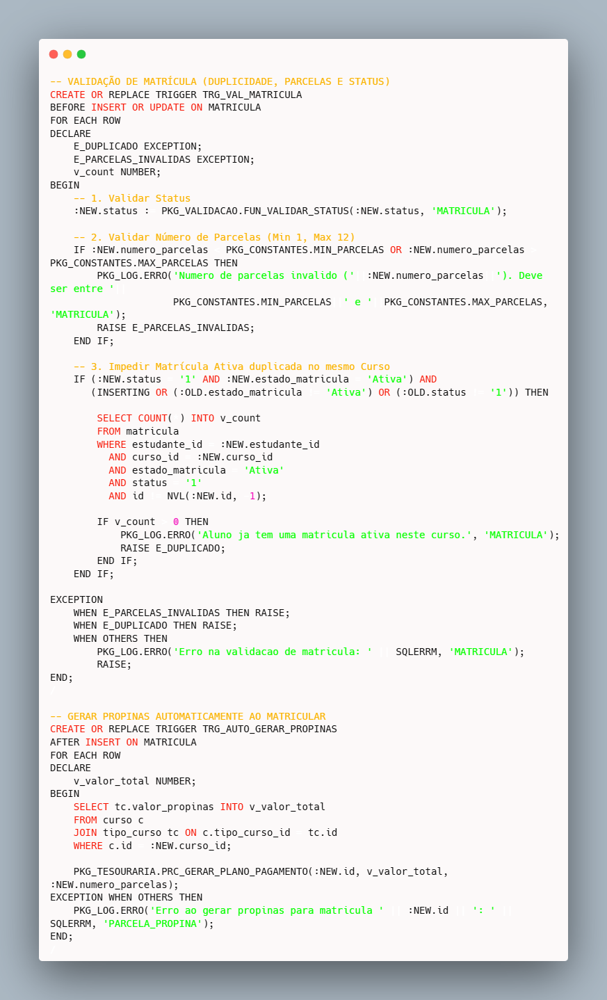 -- VALIDAÇÃO DE MATRÍCULA (DUPLICIDADE, PARCELAS E STATUS)
CREATE OR REPLACE TRIGGER TRG_VAL_MATRICULA
BEFORE INSERT OR UPDATE ON MATRICULA
FOR EACH ROW
DECLARE
    E_DUPLICADO EXCEPTION;
    E_PARCELAS_INVALIDAS EXCEPTION;
    v_count NUMBER;
BEGIN
    -- 1. Validar Status
    :NEW.status :  PKG_VALIDACAO.FUN_VALIDAR_STATUS(:NEW.status, 'MATRICULA');

    -- 2. Validar Número de Parcelas (Min 1, Max 12)
    IF :NEW.numero_parcelas   PKG_CONSTANTES.MIN_PARCELAS OR :NEW.numero_parcelas
PKG_CONSTANTES.MAX_PARCELAS THEN
        PKG_LOG.ERRO('Numero de parcelas invalido (' || :NEW.numero_parcelas || '). Deve
ser entre ' ||
                     PKG_CONSTANTES.MIN_PARCELAS || ' e ' || PKG_CONSTANTES.MAX_PARCELAS,
'MATRICULA');
        RAISE E_PARCELAS_INVALIDAS;
    END IF;

    -- 3. Impedir Matrícula Ativa duplicada no mesmo Curso
    IF (:NEW.status = '1' AND :NEW.estado_matricula = 'Ativa') AND
       (INSERTING OR (:OLD.estado_matricula != 'Ativa') OR (:OLD.status != '1')) THEN

        SELECT COUNT( ) INTO v_count
        FROM matricula
        WHERE estudante_id = :NEW.estudante_id
          AND curso_id = :NEW.curso_id
          AND estado_matricula = 'Ativa'
          AND status = '1'
          AND id != NVL(:NEW.id,  1);

        IF v_count   0 THEN
            PKG_LOG.ERRO('Aluno ja tem uma matricula ativa neste curso.', 'MATRICULA');
            RAISE E_DUPLICADO;
        END IF;
    END IF;

EXCEPTION
    WHEN E_PARCELAS_INVALIDAS THEN RAISE;
    WHEN E_DUPLICADO THEN RAISE;
    WHEN OTHERS THEN
        PKG_LOG.ERRO('Erro na validacao de matricula: ' || SQLERRM, 'MATRICULA');
        RAISE;
END;
/

-- GERAR PROPINAS AUTOMATICAMENTE AO MATRICULAR
CREATE OR REPLACE TRIGGER TRG_AUTO_GERAR_PROPINAS
AFTER INSERT ON MATRICULA
FOR EACH ROW
DECLARE
    v_valor_total NUMBER;
BEGIN
    SELECT tc.valor_propinas INTO v_valor_total
    FROM curso c
    JOIN tipo_curso tc ON c.tipo_curso_id = tc.id
    WHERE c.id = :NEW.curso_id;

    PKG_TESOURARIA.PRC_GERAR_PLANO_PAGAMENTO(:NEW.id, v_valor_total,
:NEW.numero_parcelas);
EXCEPTION WHEN OTHERS THEN
    PKG_LOG.ERRO('Erro ao gerar propinas para matricula ' || :NEW.id || ': ' ||
SQLERRM, 'PARCELA_PROPINA');
END;
/